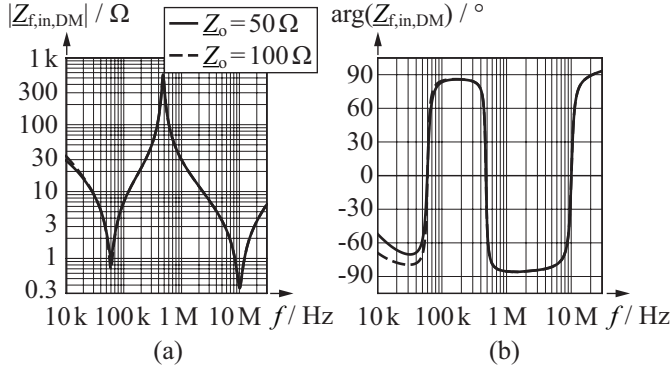 |Z_f,in,DM| / Ω
Z_o = 50 Ω
Z_o = 100 Ω
arg(Z_f,in,DM) / °
1 k
300
100
30
10
3
1
0.3
10 k 100 k 1 M 10 M f / Hz
(a)
90
60
30
0
-30
-60
-90
10 k 100 k 1 M 10 M f / Hz
(b)